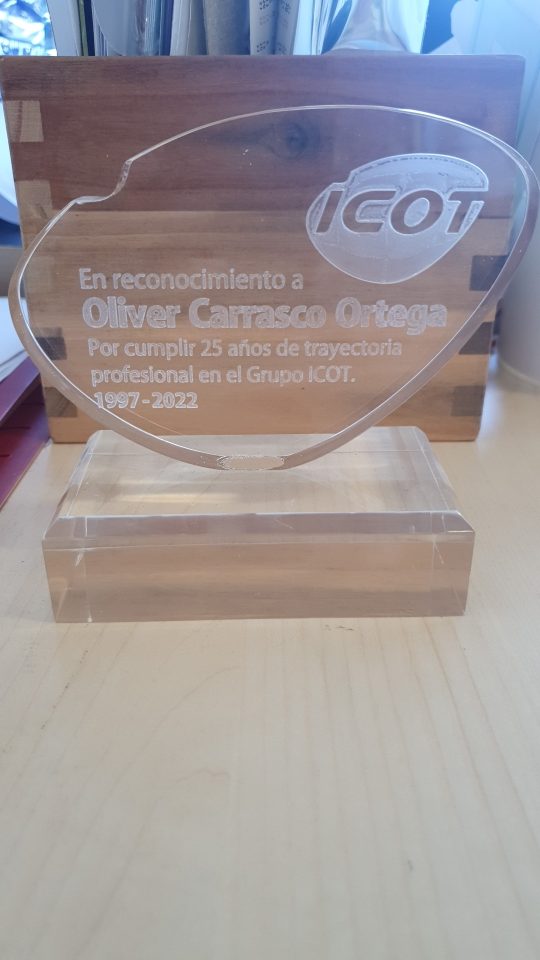 ICOT
En reconocimiento a
Oliver Carrasco Ortega
Por cumplir 25 años de trayectoria
profesional en el Grupo ICOT.
1997-2022